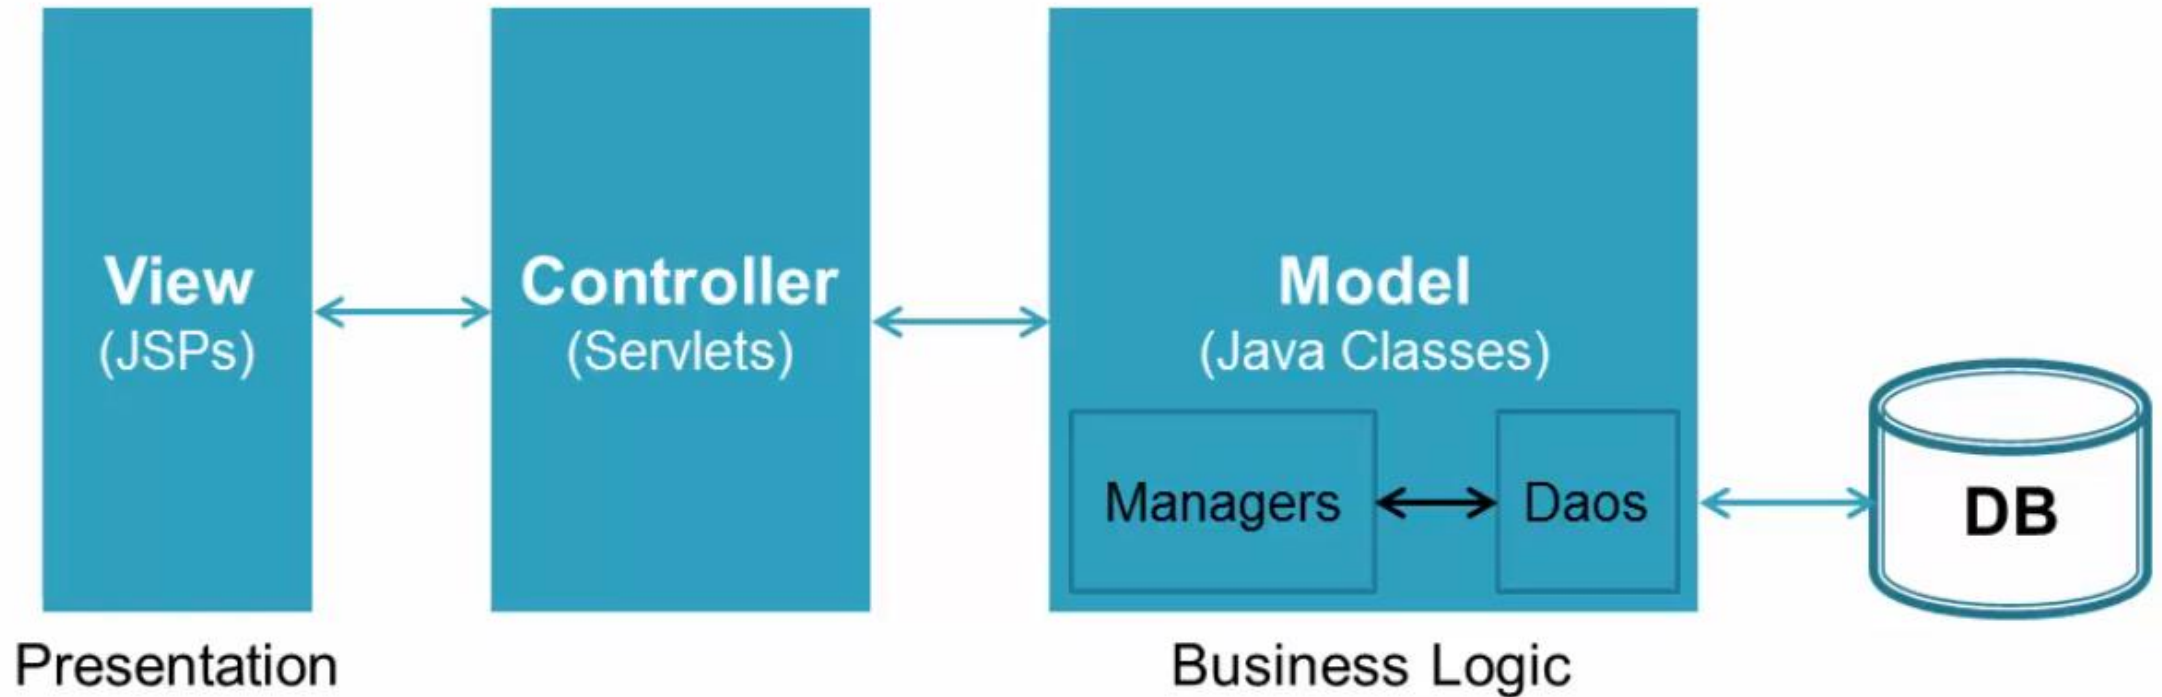 View
(JSPs)
Controller
(Servlets)
Model
(Java Classes)
Managers
Daos
DB
Presentation
Business Logic